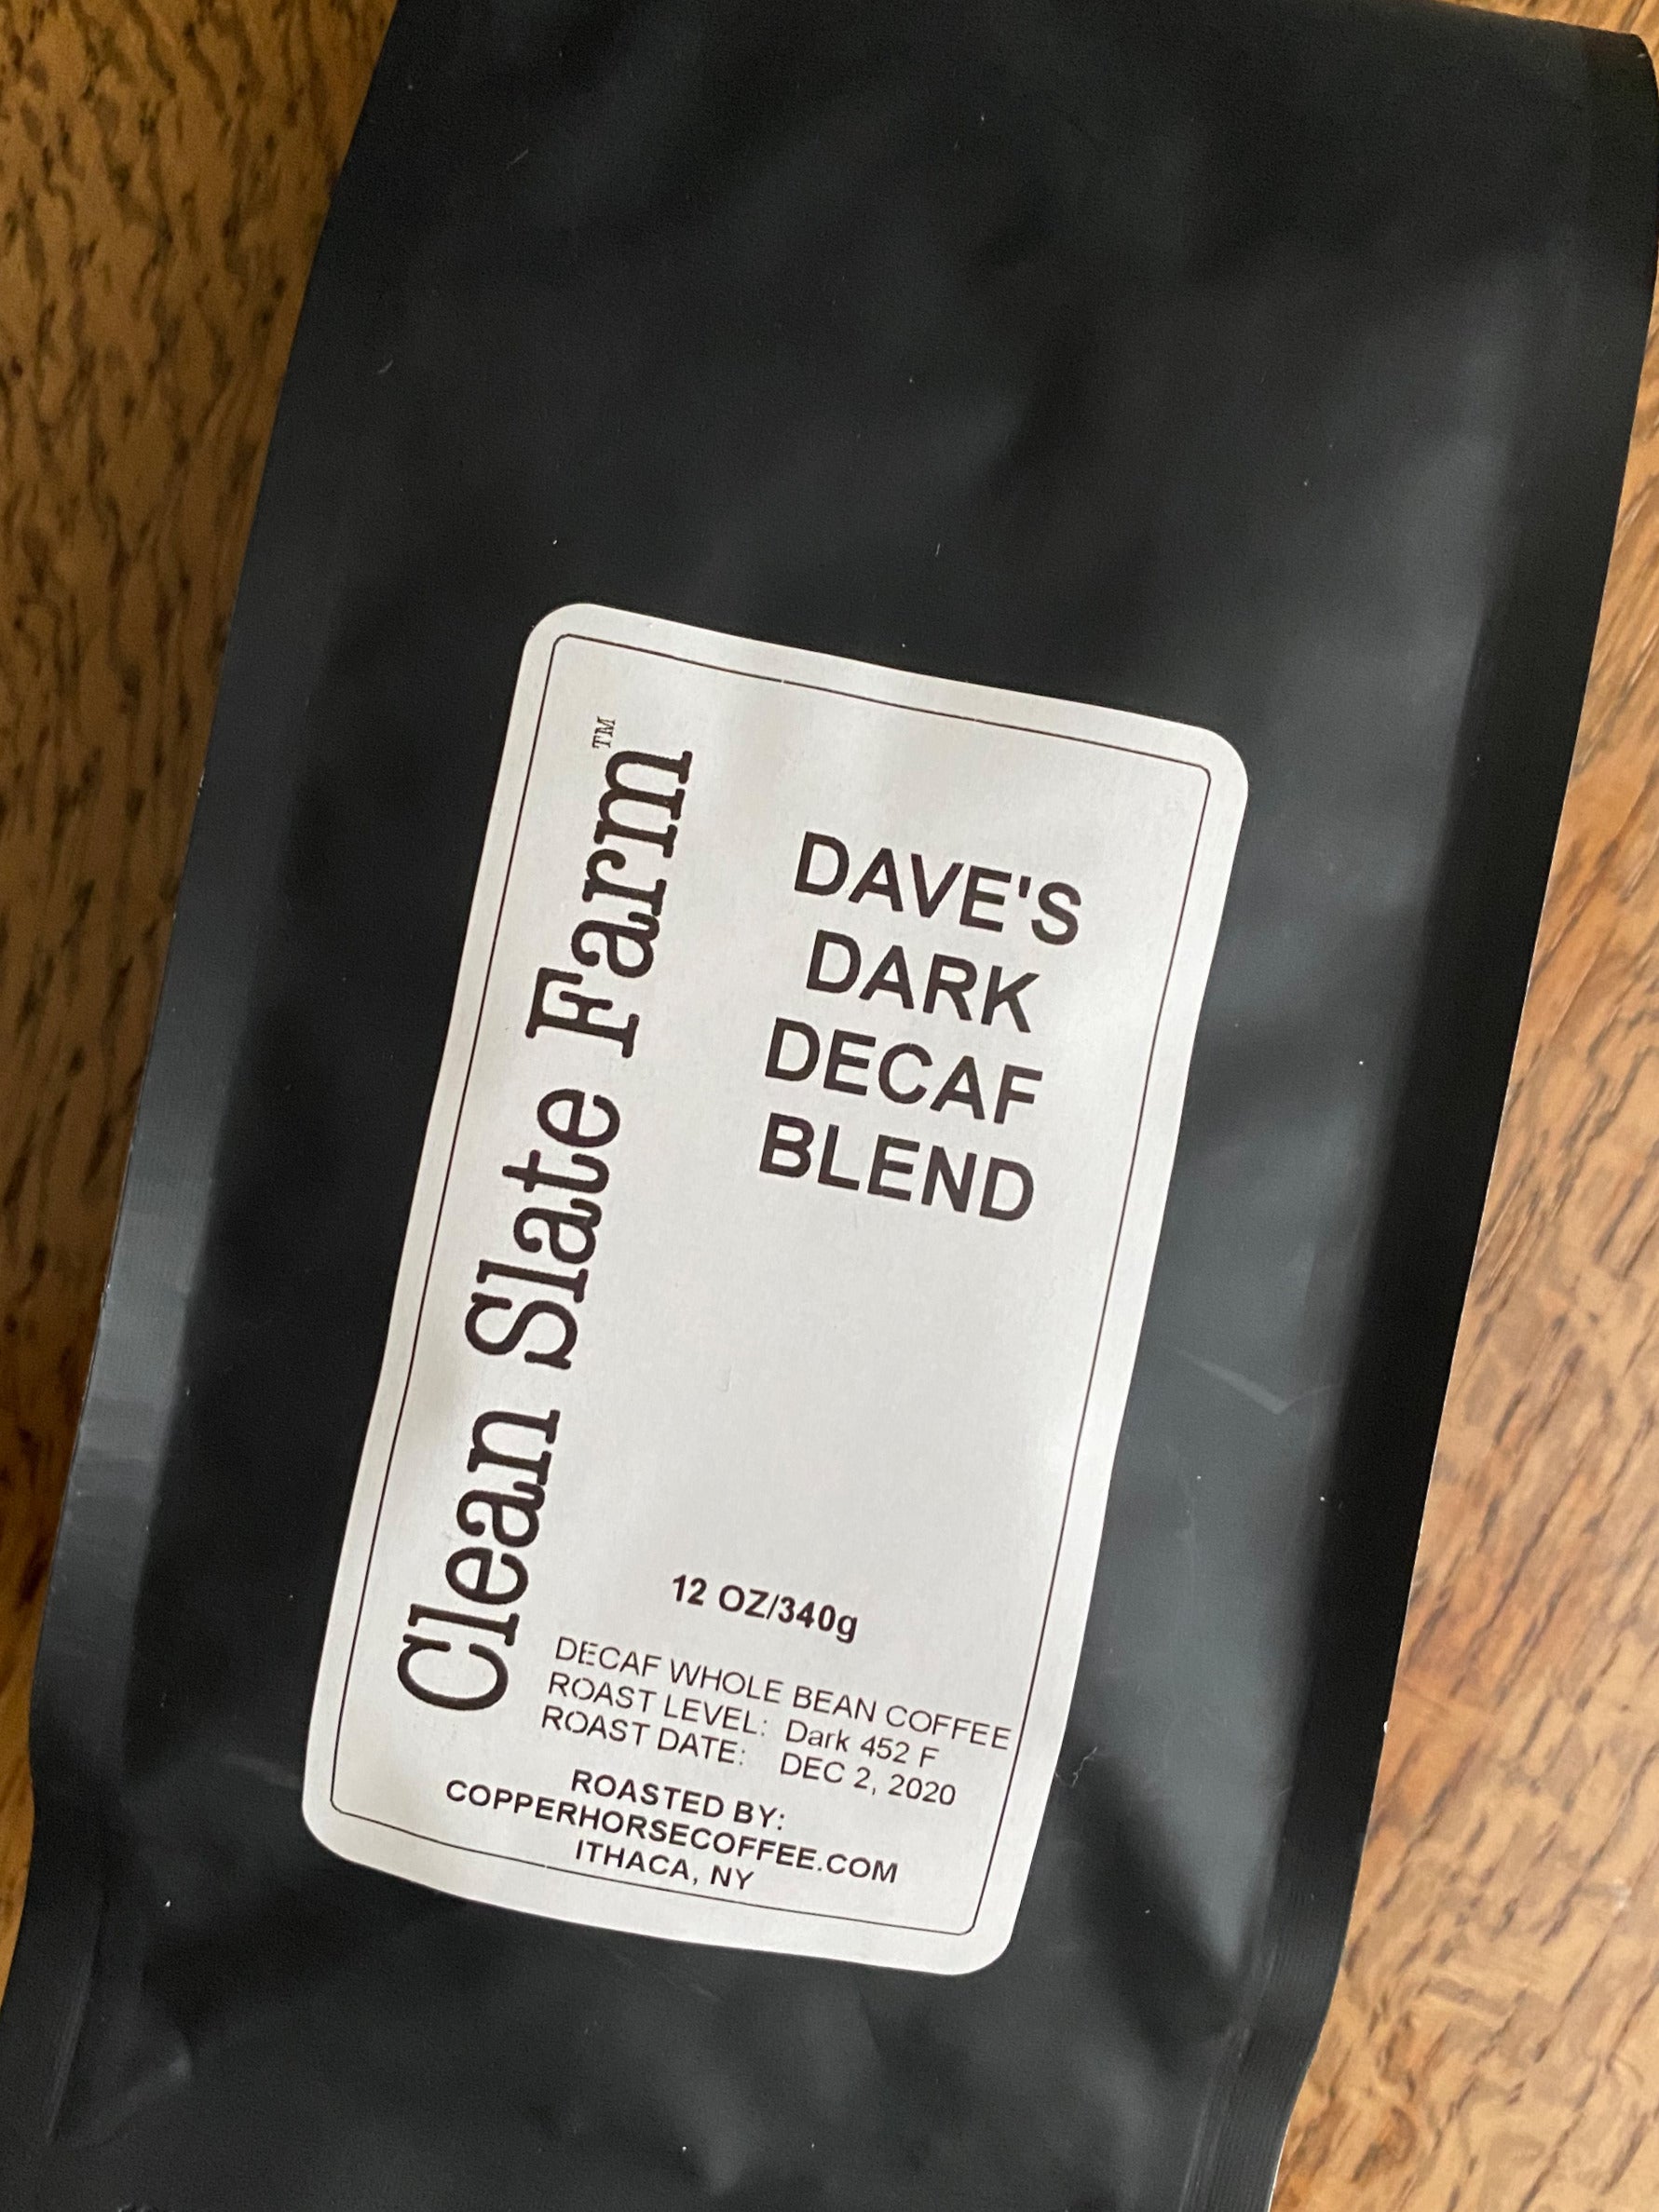 Clean Slate Farm™
DAVE'S
DARK
DECAF
BLEND
12 OZ/340g
DECAF WHOLE BEAN COFFEE
ROAST LEVEL: Dark 452 F
ROAST DATE: DEC 2, 2020
ROASTED BY:
COPPERHORSECOFFEE.COM
ITHACA, NY